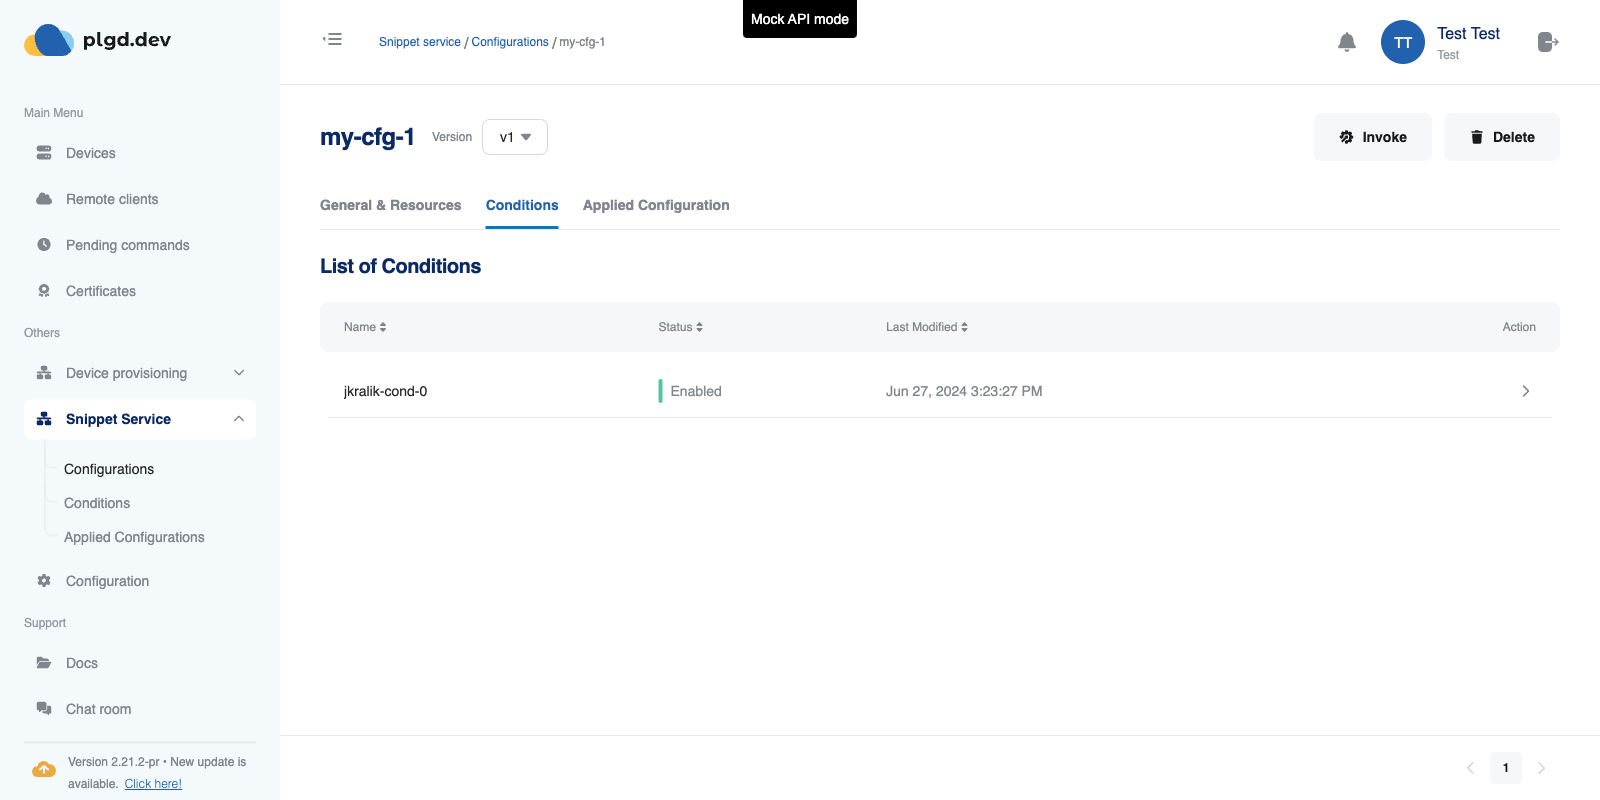 plgd.dev
Main Menu
Devices
Remote clients
Pending commands
Certificates
Others
Device provisioning
Snippet Service
Configurations
Conditions
Applied Configurations
Configuration
Support
Docs
Chat room
Version 2.21.2-pr • New update is
available. Click here!
Mock API mode
Snippet service / Configurations / my-cfg-1
TT
Test Test
Test
my-cfg-1 Version v1
Invoke
Delete
General & Resources Conditions Applied Configuration
List of Conditions
Name Status Last Modified Action
jkralik-cond-0 Enabled Jun 27, 2024 3:23:27 PM
1